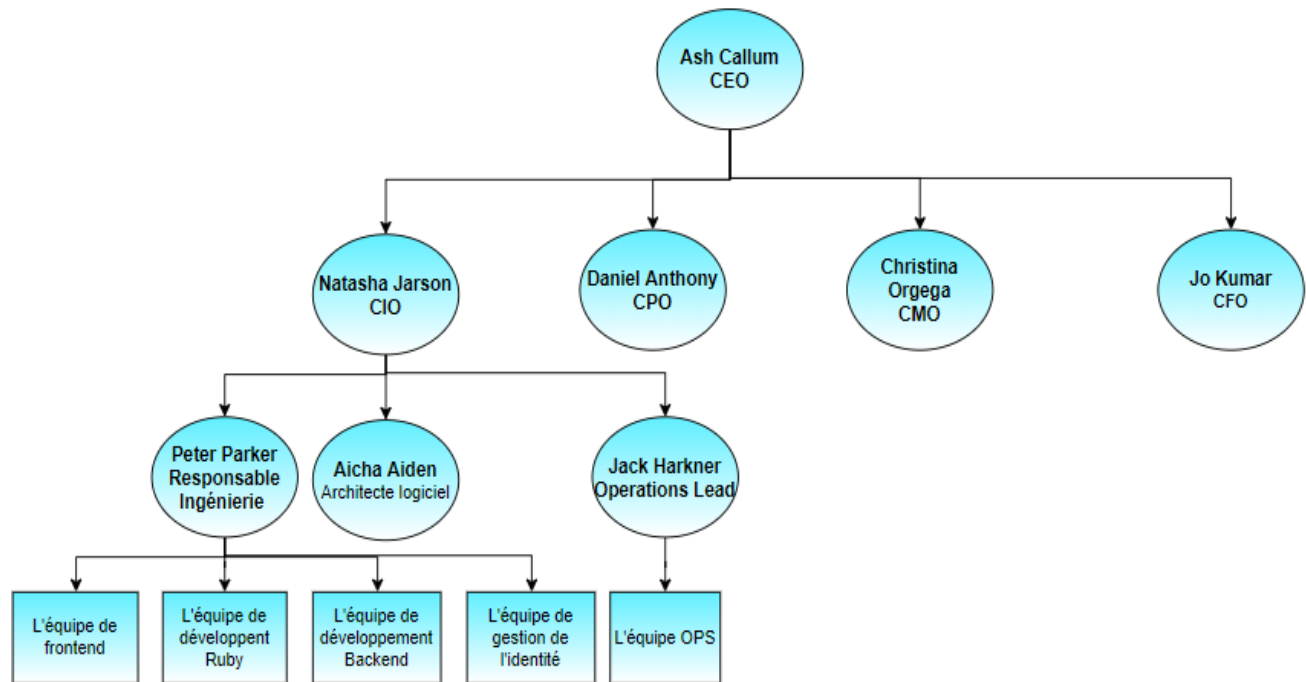 Ash Callum
CEO
Natasha Jarson
CIO
Daniel Anthony
CPO
Christina
Orgega
CMO
Jo Kumar
CFO
Peter Parker
Responsable
Ingénierie
Aicha Aiden
Architecte logiciel
Jack Harkner
Operations Lead
L'équipe de
frontend
L'équipe de
développent
Ruby
L'équipe de
développement
Backend
L'équipe de
gestion de
l'identité
L'équipe OPS